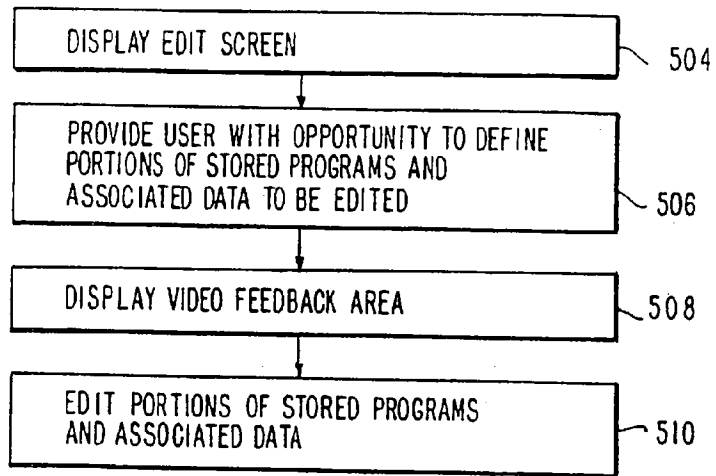 DISPLAY EDIT SCREEN
504
PROVIDE USER WITH OPPORTUNITY TO DEFINE
PORTIONS OF STORED PROGRAMS AND
ASSOCIATED DATA TO BE EDITED
506
DISPLAY VIDEO FEEDBACK AREA
508
EDIT PORTIONS OF STORED PROGRAMS
AND ASSOCIATED DATA
510